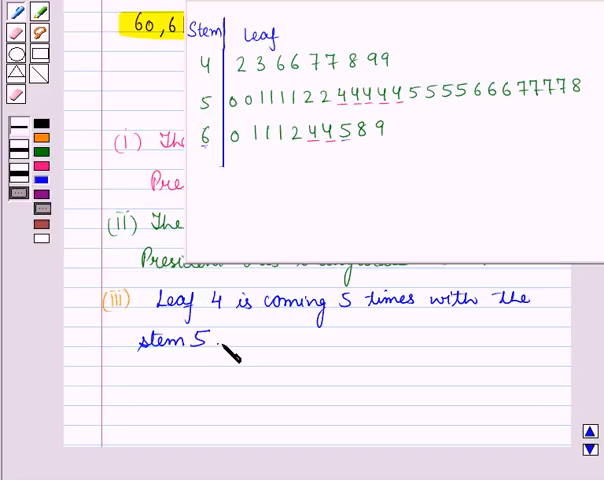 60, 6
Stem Leaf
4 2 3 6 6 7 7 8 9 9
5 0 0 1 1 1 1 2 2 4 4 4 4 4 5 5 5 5 6 6 6 7 7 7 7 8
6 0 1 1 1 2 4 4 5 8 9
(i) The
(ii) The
(iii) Leaf 4 is coming 5 times with the
stem 5.